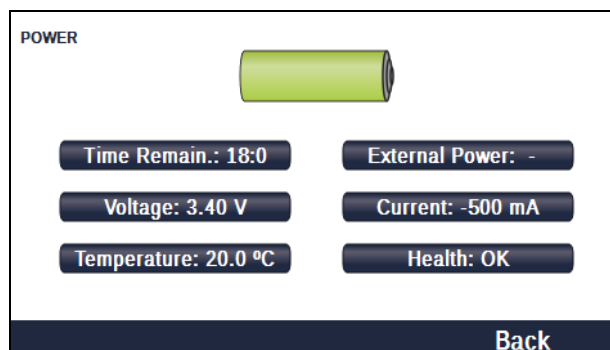 POWER
Time Remain.: 18:0
External Power: -
Voltage: 3.40 V
Current: -500 mA
Temperature: 20.0 ºC
Health: OK
Back